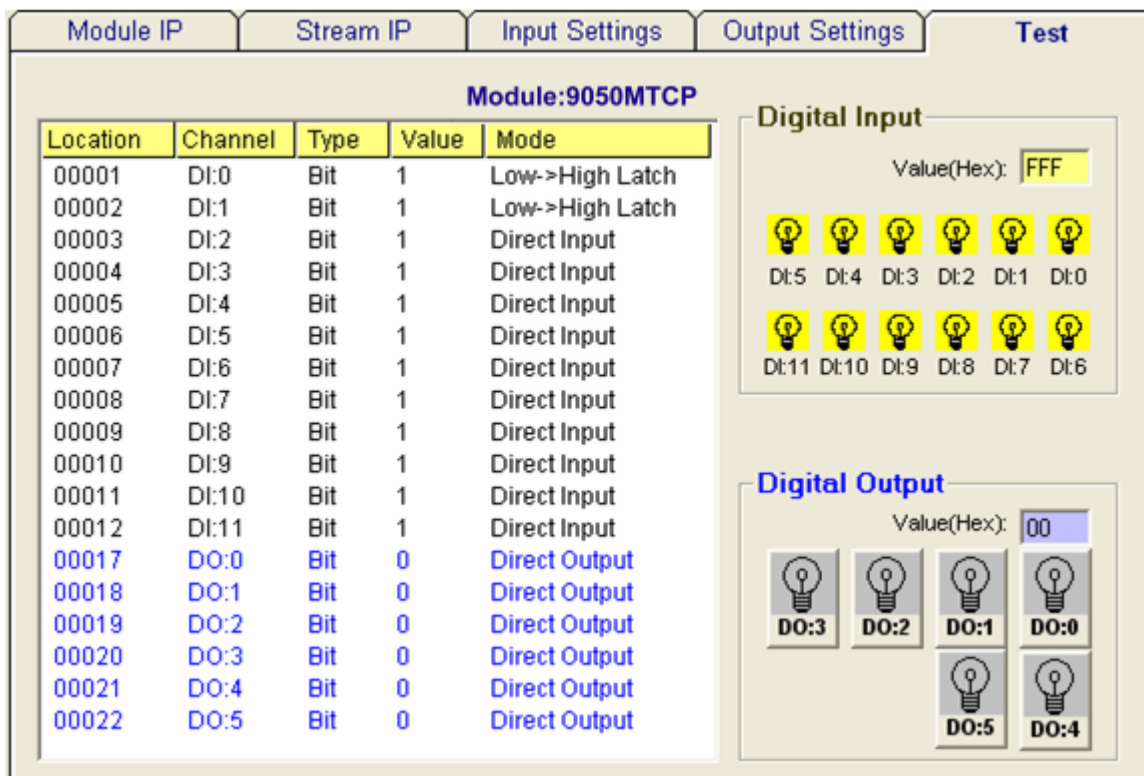 Module IP Stream IP Input Settings Output Settings Test
Module:9050MTCP
Location Channel Type Value Mode
00001 DI:0 Bit 1 Low->High Latch
00002 DI:1 Bit 1 Low->High Latch
00003 DI:2 Bit 1 Direct Input
00004 DI:3 Bit 1 Direct Input
00005 DI:4 Bit 1 Direct Input
00006 DI:5 Bit 1 Direct Input
00007 DI:6 Bit 1 Direct Input
00008 DI:7 Bit 1 Direct Input
00009 DI:8 Bit 1 Direct Input
00010 DI:9 Bit 1 Direct Input
00011 DI:10 Bit 1 Direct Input
00012 DI:11 Bit 1 Direct Input
00017 DO:0 Bit 0 Direct Output
00018 DO:1 Bit 0 Direct Output
00019 DO:2 Bit 0 Direct Output
00020 DO:3 Bit 0 Direct Output
00021 DO:4 Bit 0 Direct Output
00022 DO:5 Bit 0 Direct Output
Digital Input
Value(Hex): FFF
DI:5 DI:4 DI:3 DI:2 DI:1 DI:0
DI:11 DI:10 DI:9 DI:8 DI:7 DI:6
Digital Output
Value(Hex): 00
DO:3 DO:2 DO:1 DO:0
DO:5 DO:4